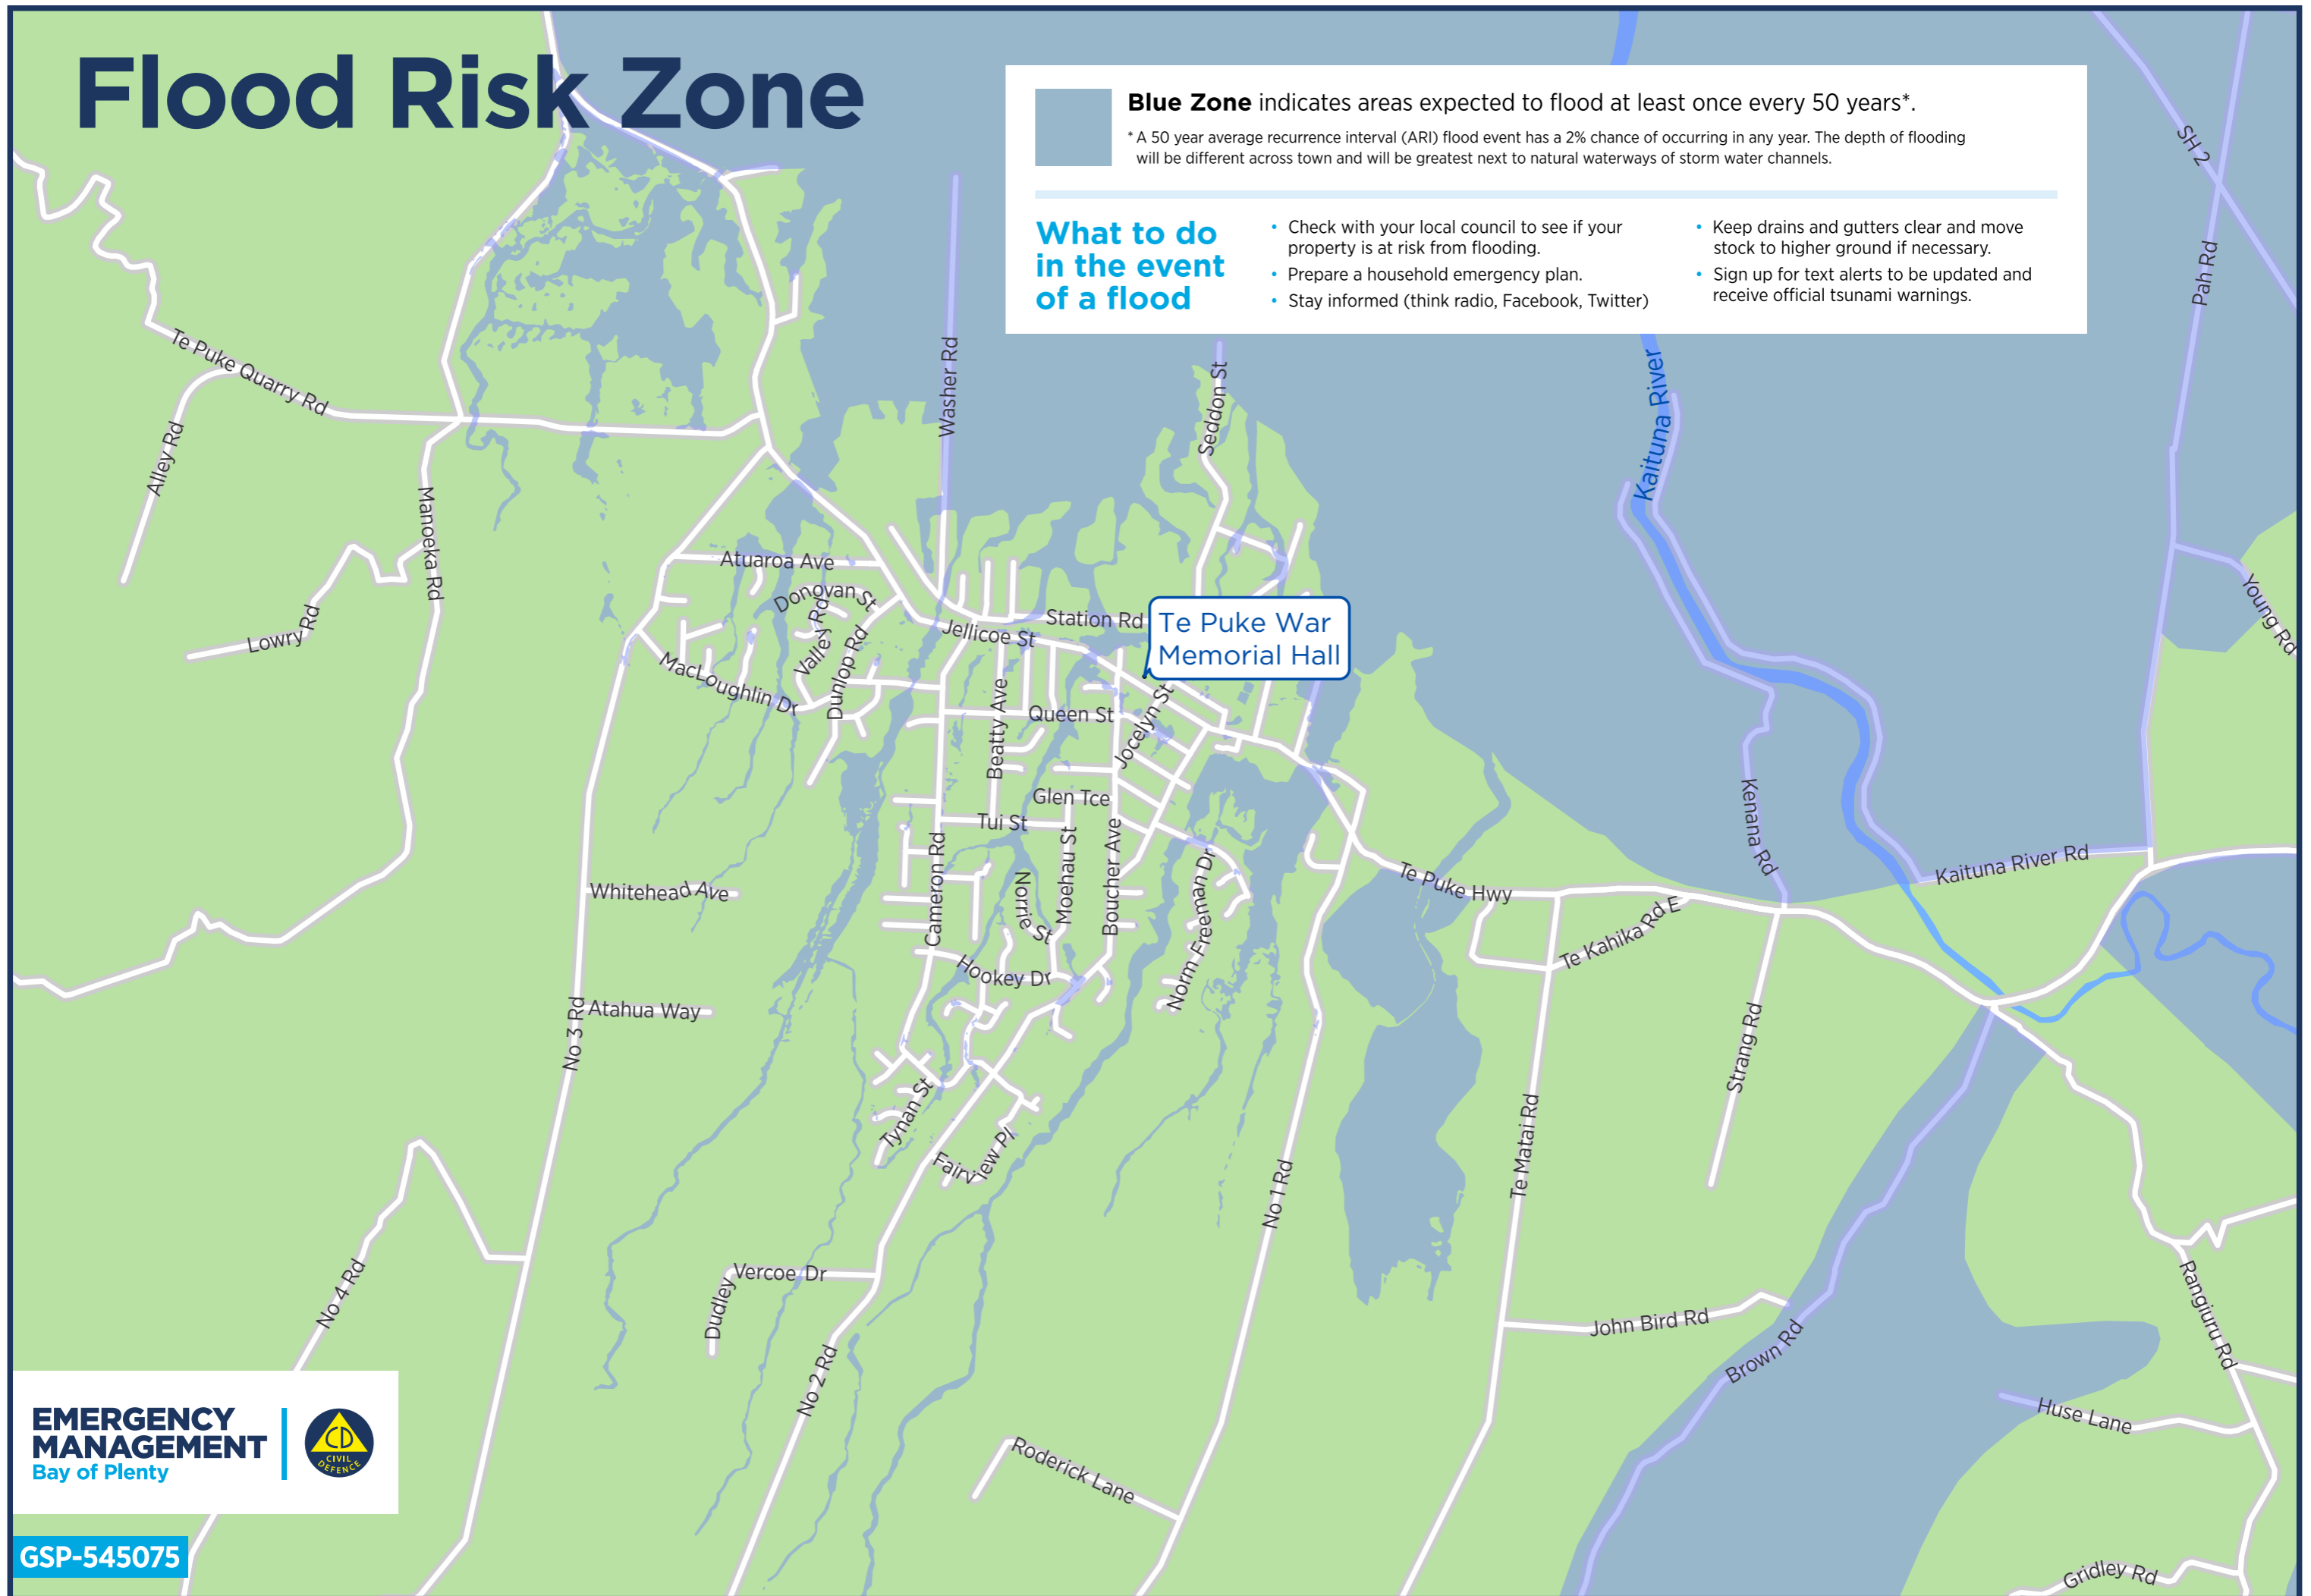 Flood Risk Zone
Blue Zone indicates areas expected to flood at least once every 50 years*.
* A 50 year average recurrence interval (ARI) flood event has a 2% chance of occurring in any year. The depth of flooding
will be different across town and will be greatest next to natural waterways of storm water channels.
What to do
in the event
of a flood
• Check with your local council to see if your
property is at risk from flooding.
• Prepare a household emergency plan.
• Stay informed (think radio, Facebook, Twitter)
• Keep drains and gutters clear and move
stock to higher ground if necessary.
• Sign up for text alerts to be updated and
receive official tsunami warnings.
SH 2
Pah Rd
Young Rd
Kaituna River
Washer Rd
Seddon St
Te Puke Quarry Rd
Alley Rd
Manoeka Rd
Lowry Rd
Atuaroa Ave
Donovan St
Valley Rd
Dunlop Rd
MacLoughlin Dr
Jellicoe St
Station Rd
Te Puke War
Memorial Hall
Beatty Ave
Queen St
Jocelyn St
Glen Tce
Tui St
Cameron Rd
Norrie St
Moehau St
Boucher Ave
Norm Freeman Dr
Hookey Dr
Whitehead Ave
Atahua Way
No 3 Rd
Tynan St
Fairview Pl
Te Puke Hwy
Te Kahika Rd E
Kenana Rd
Kaituna River Rd
Strang Rd
Te Matai Rd
No 1 Rd
No 4 Rd
Vercoe Dr
Dudley
No 2 Rd
John Bird Rd
Brown Rd
Rangiuru Rd
Huse Lane
Roderick Lane
Gridley Rd
EMERGENCY
MANAGEMENT
Bay of Plenty
CD
CIVIL
DEFENCE
GSP-545075